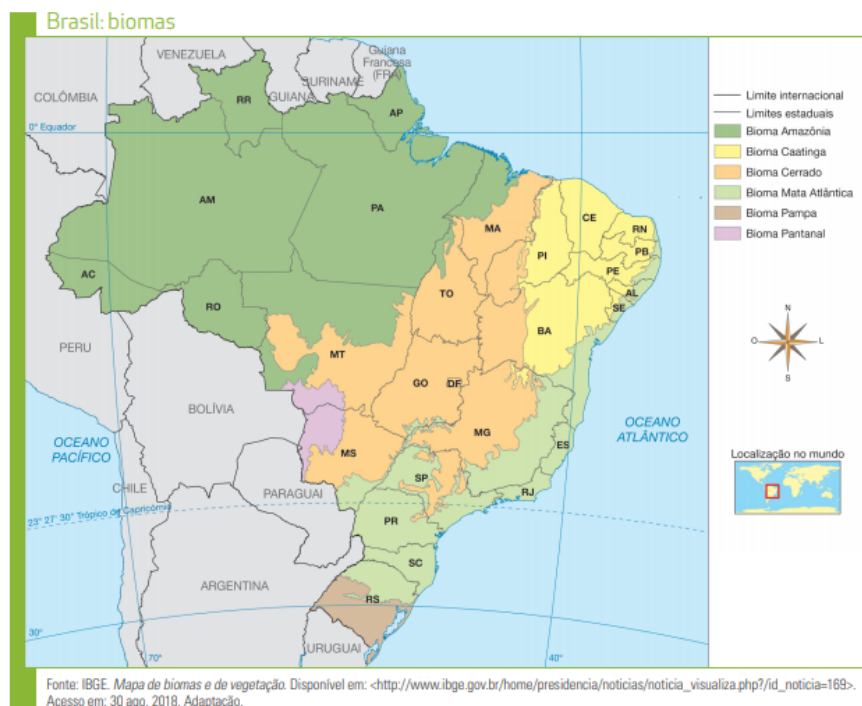 Brasil: biomas
VENEZUELA
Guiana
Francesa
(FRA)
SURINAME
COLÔMBIA
GUIANA
RR
AP
0° Equador
AM
PA
MA
CE
RN
PB
PI
PE
AL
SE
AC
RO
TO
BA
PERU
MT
GO
DF
BOLÍVIA
MG
OCEANO
PACÍFICO
OCEANO
ATLÂNTICO
MS
ES
SP
RJ
CHILE
PARAGUAI
23° 27' 30" Trópico de Capricórnio
PR
SC
ARGENTINA
RS
30°
URUGUAI
70°
40°
Limite internacional
Limites estaduais
Bioma Amazônia
Bioma Caatinga
Bioma Cerrado
Bioma Mata Atlântica
Bioma Pampa
Bioma Pantanal
N
O
L
S
Localização no mundo
Fonte: IBGE. Mapa de biomas e de vegetação. Disponível em: <http://www.ibge.gov.br/home/presidencia/noticias/noticia_visualiza.php?/id_noticia=169>.
Acesso em: 30 ago. 2018. Adaptação.